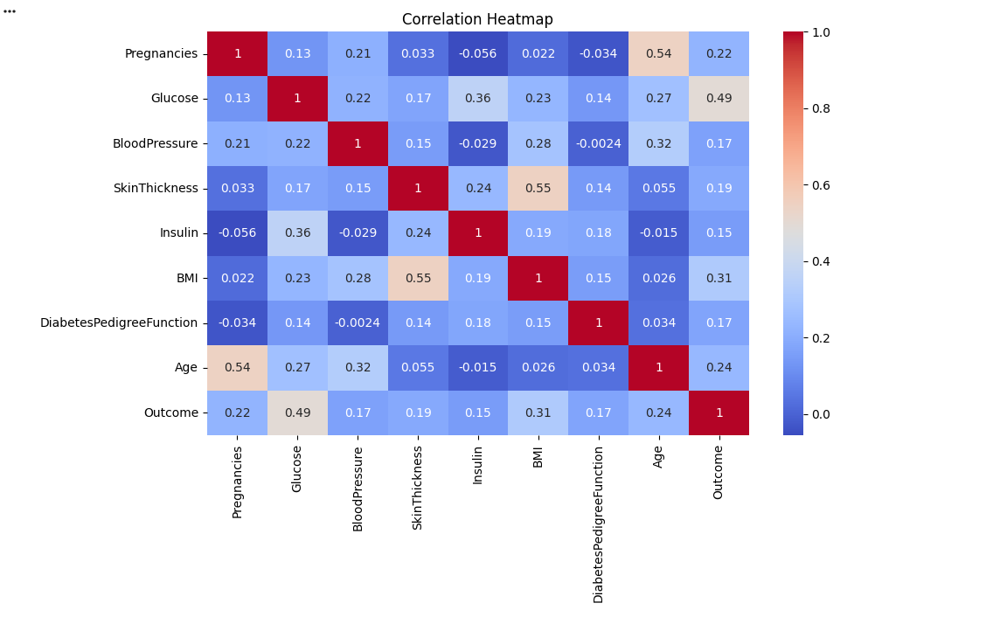 •••
Correlation Heatmap
Pregnancies 1 0.13 0.21 0.033 -0.056 0.022 -0.034 0.54 0.22
Glucose 0.13 1 0.22 0.17 0.36 0.23 0.14 0.27 0.49
BloodPressure 0.21 0.22 1 0.15 -0.029 0.28 -0.0024 0.32 0.17
SkinThickness 0.033 0.17 0.15 1 0.24 0.55 0.14 0.055 0.19
Insulin -0.056 0.36 -0.029 0.24 1 0.19 0.18 -0.015 0.15
BMI 0.022 0.23 0.28 0.55 0.19 1 0.15 0.026 0.31
DiabetesPedigreeFunction -0.034 0.14 -0.0024 0.14 0.18 0.15 1 0.034 0.17
Age 0.54 0.27 0.32 0.055 -0.015 0.026 0.034 1 0.24
Outcome 0.22 0.49 0.17 0.19 0.15 0.31 0.17 0.24 1
Pregnancies
Glucose
BloodPressure
SkinThickness
Insulin
BMI
DiabetesPedigreeFunction
Age
Outcome
1.0
0.8
0.6
0.4
0.2
0.0